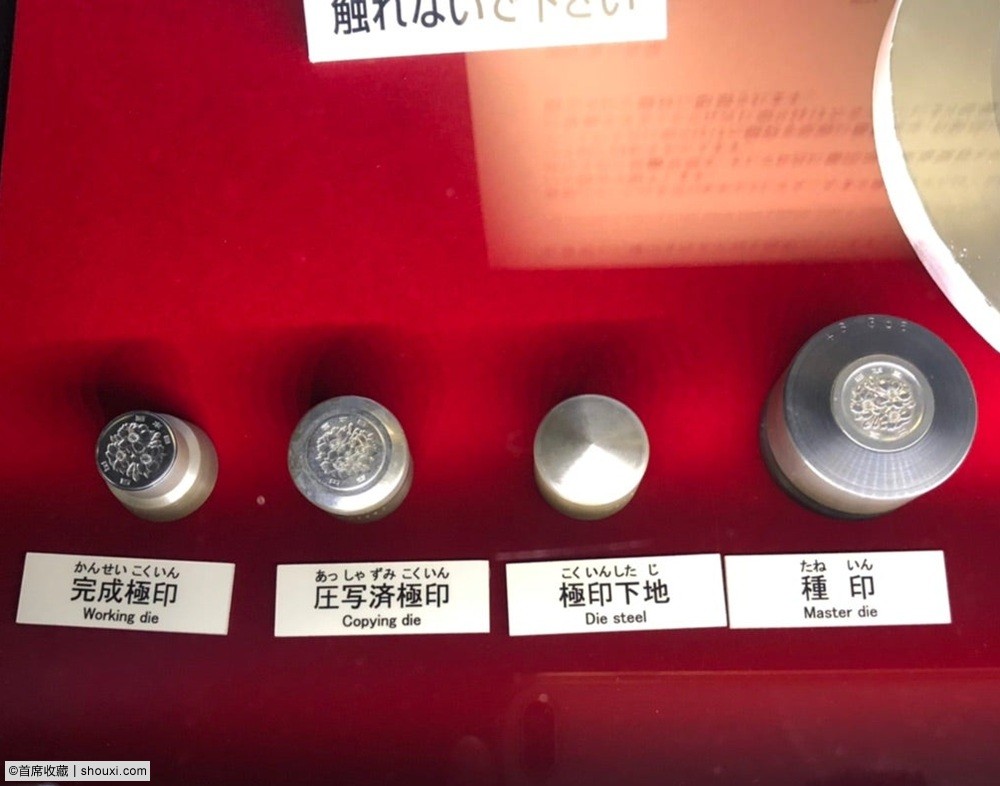 触れないで下さい
かんせいこくいん
完成極印
Working die
あっしゃずみこくいん
圧写済極印
Copying die
こくいんしたじ
極印下地
Die steel
たね いん
種 印
Master die
©首席收藏 | shouxi.com